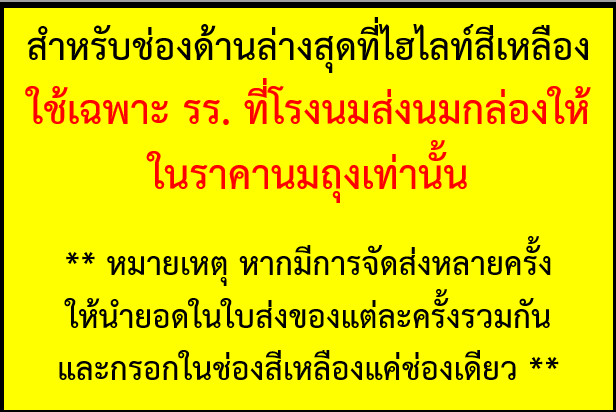 สำหรับช่องด้านล่างสุดที่ไฮไลท์สีเหลือง
ใช้เฉพาะ รร. ที่โรงนมส่งนมกล่องให้
ในราคานมถุงเท่านั้น
** หมายเหตุ หากมีการจัดส่งหลายครั้ง
ให้นำยอดในใบส่งของแต่ละครั้งรวมกัน
และกรอกในช่องสีเหลืองแค่ช่องเดียว **